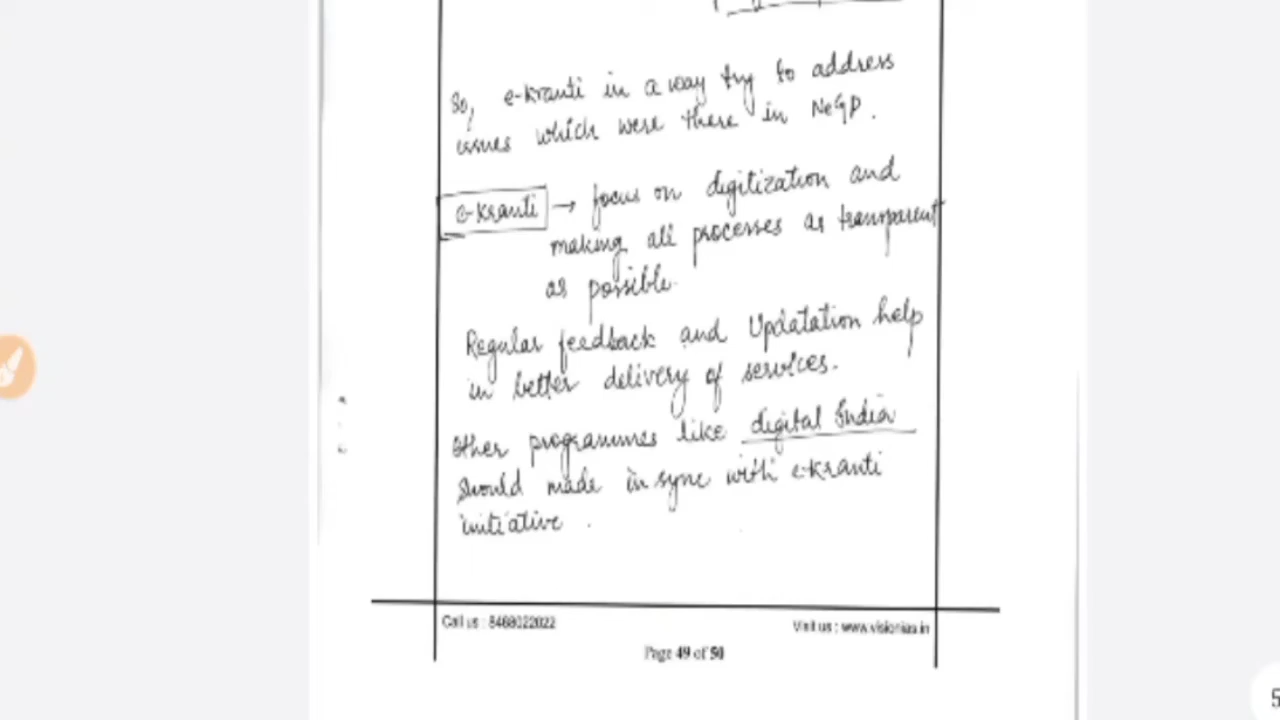 So, e-kranti in a way try to address
issues which were there in NeGP.
e-kranti → focus on digitization and
making all processes as transparent
as possible.
Regular feedback and Updatation help
in better delivery of services.
Other programmes like digital India
should made in sync with e-kranti
initiative.
Call us : 8468022022
Visit us : www.visionias.in
Page 49 of 50
5